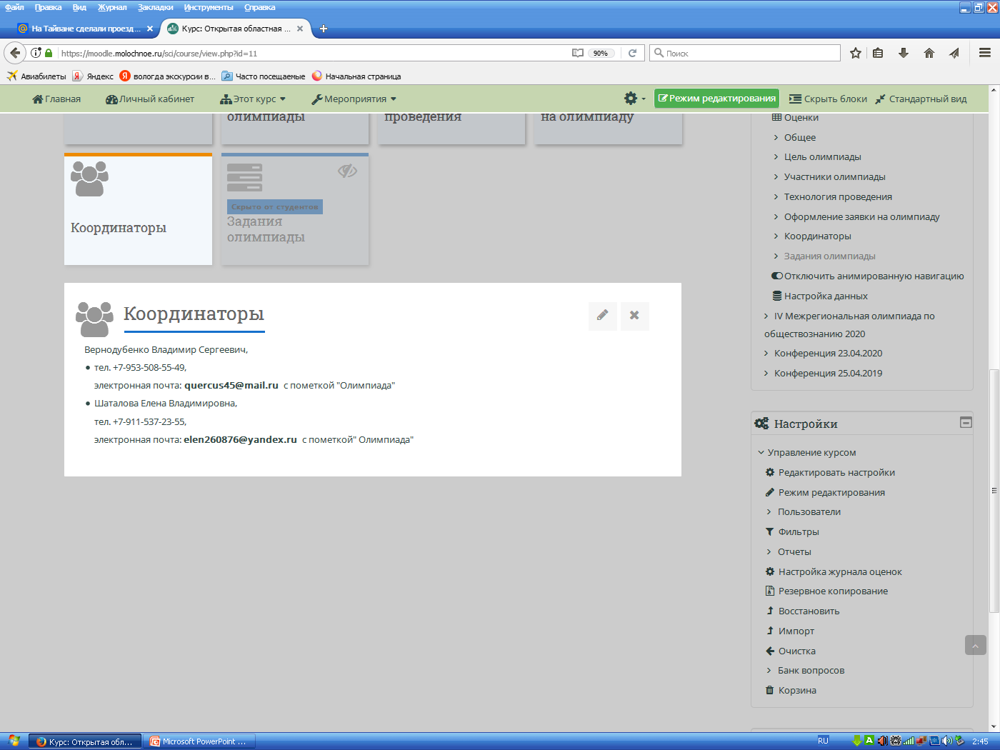 Файл Правка Вид Журнал Закладки Инструменты Справка
На Тайване сделали проезд...
Курс: Открытая областная ...
https://moodle.molochnoe.ru/sci/course/view.php?id=11
90%
Поиск
Авиабилеты
Яндекс
вологда экскурсии в...
Часто посещаемые
Начальная страница
Главная
Личный кабинет
Этот курс
Мероприятия
Режим редактирования
Скрыть блоки
Стандартный вид
олимпиады
проведения
на олимпиаду
Координаторы
Скрыто от студентов
Задания
олимпиады
Координаторы
Вернодубенко Владимир Сергеевич,
• тел. +7-953-508-55-49,
электронная почта: quercus45@mail.ru с пометкой "Олимпиада"
• Шаталова Елена Владимировна,
тел. +7-911-537-23-55,
электронная почта: elen260876@yandex.ru с пометкой" Олимпиада"
Оценки
Общее
Цель олимпиады
Участники олимпиады
Технология проведения
Оформление заявки на олимпиаду
Координаторы
Задания олимпиады
Отключить анимированную навигацию
Настройка данных
IV Межрегиональная олимпиада по
обществознанию 2020
Конференция 23.04.2020
Конференция 25.04.2019
Настройки
Управление курсом
Редактировать настройки
Режим редактирования
Пользователи
Фильтры
Отчеты
Настройка журнала оценок
Резервное копирование
Восстановить
Импорт
Очистка
Банк вопросов
Корзина
Курс: Открытая обл...
Microsoft PowerPoint ...
RU
2:45